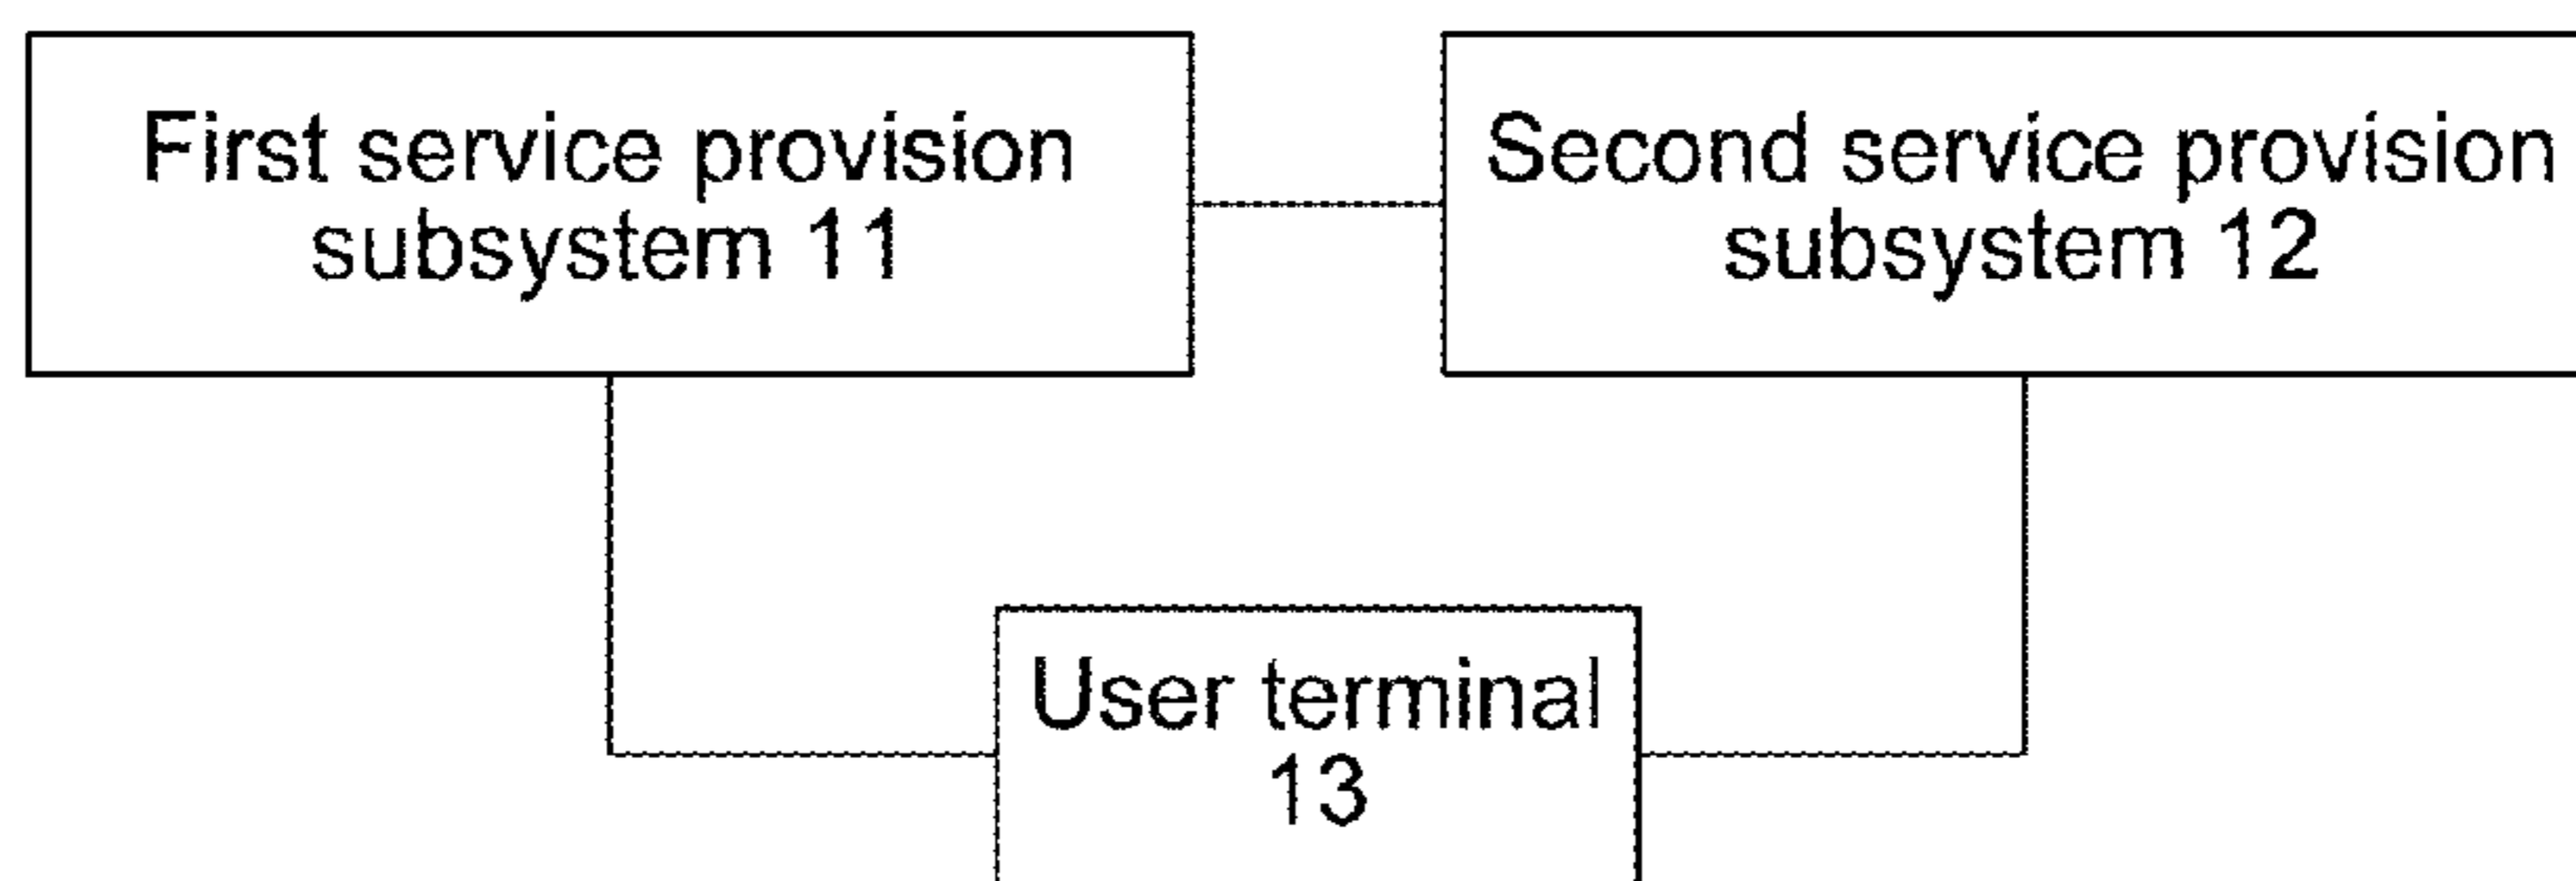 First service provision
subsystem 11
Second service provision
subsystem 12
User terminal
13